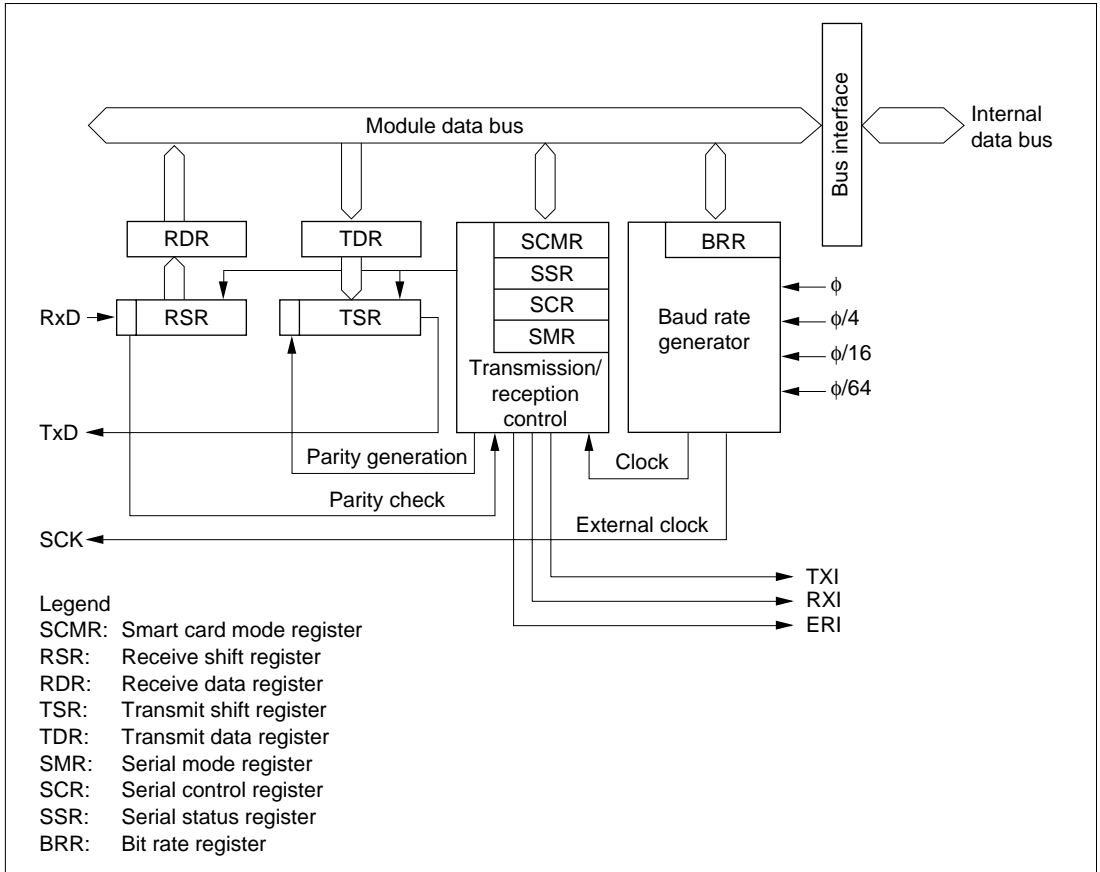 Bus interface
Internal
data bus
Module data bus
RDR
TDR
SCMR
SSR
SCR
SMR
Transmission/
reception
control
BRR
Baud rate
generator
φ
φ/4
φ/16
φ/64
RxD
RSR
TSR
TxD
Parity generation
Parity check
Clock
External clock
SCK
TXI
RXI
ERI
Legend
SCMR: Smart card mode register
RSR: Receive shift register
RDR: Receive data register
TSR: Transmit shift register
TDR: Transmit data register
SMR: Serial mode register
SCR: Serial control register
SSR: Serial status register
BRR: Bit rate register